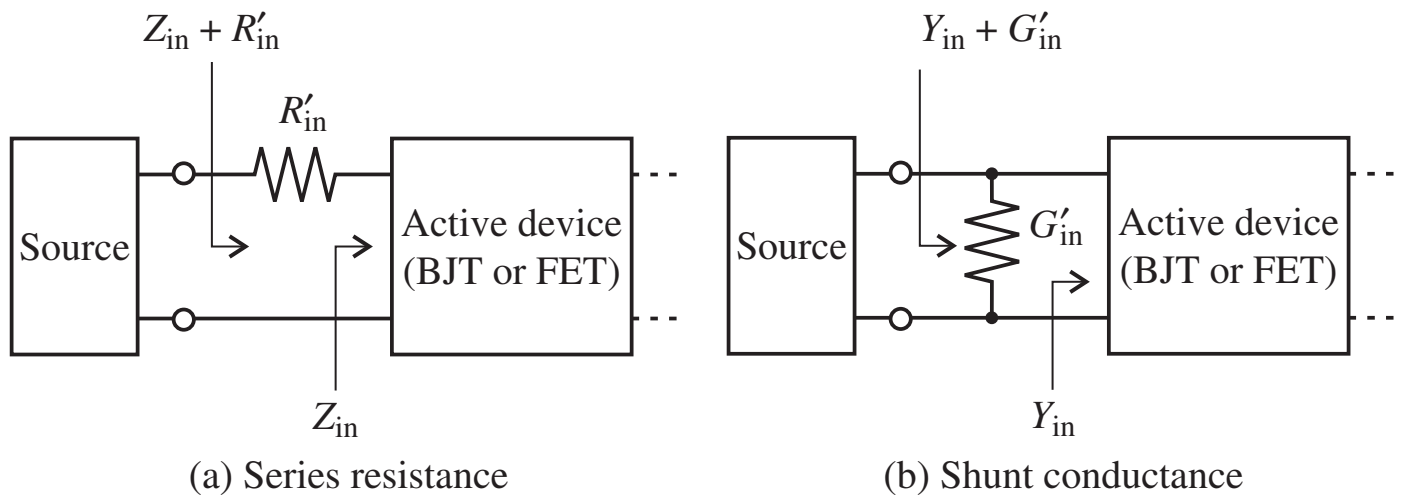 Z_in + R′_in
R′_in
Source
Active device
(BJT or FET)
Z_in
(a) Series resistance
Y_in + G′_in
Source
G′_in
Active device
(BJT or FET)
Y_in
(b) Shunt conductance